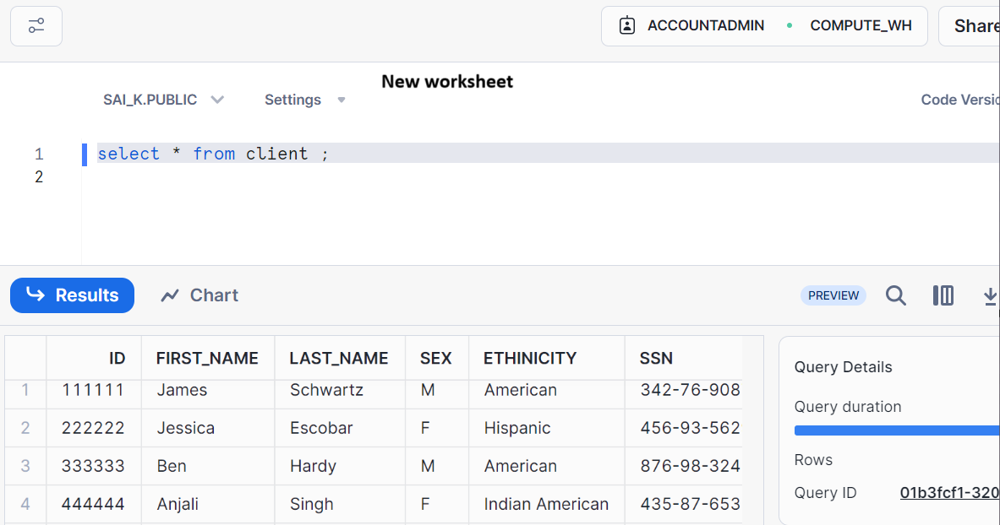 ACCOUNTADMIN COMPUTE_WH Share
New worksheet
SAI_K.PUBLIC Settings Code Versio
1 select * from client ;
2
Results Chart PREVIEW
ID FIRST_NAME LAST_NAME SEX ETHINICITY SSN
1 111111 James Schwartz M American 342-76-908
2 222222 Jessica Escobar F Hispanic 456-93-562
3 333333 Ben Hardy M American 876-98-324
4 444444 Anjali Singh F Indian American 435-87-653
Query Details
Query duration
Rows
Query ID 01b3fcf1-320